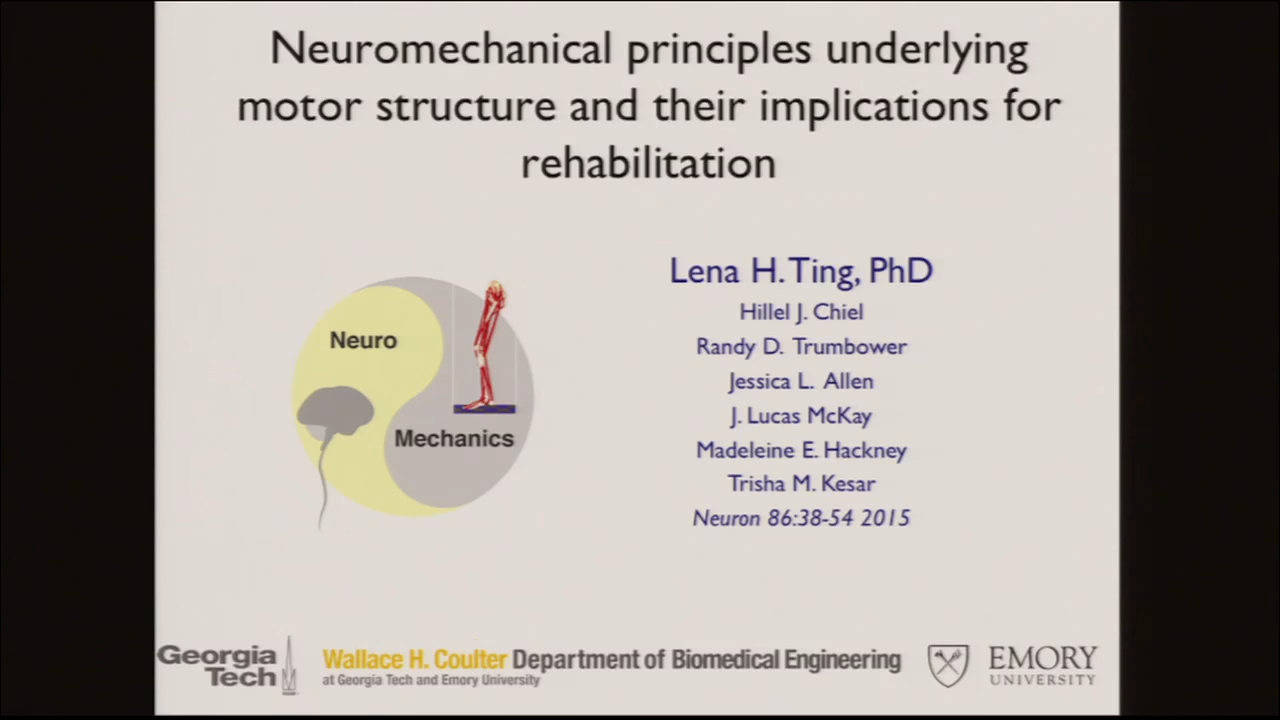 Neuromechanical principles underlying
motor structure and their implications for
rehabilitation
Neuro
Mechanics
Lena H. Ting, PhD
Hillel J. Chiel
Randy D. Trumbower
Jessica L. Allen
J. Lucas McKay
Madeleine E. Hackney
Trisha M. Kesar
Neuron 86:38-54 2015
Georgia
Tech
Wallace H. Coulter Department of Biomedical Engineering
at Georgia Tech and Emory University
EMORY
UNIVERSITY